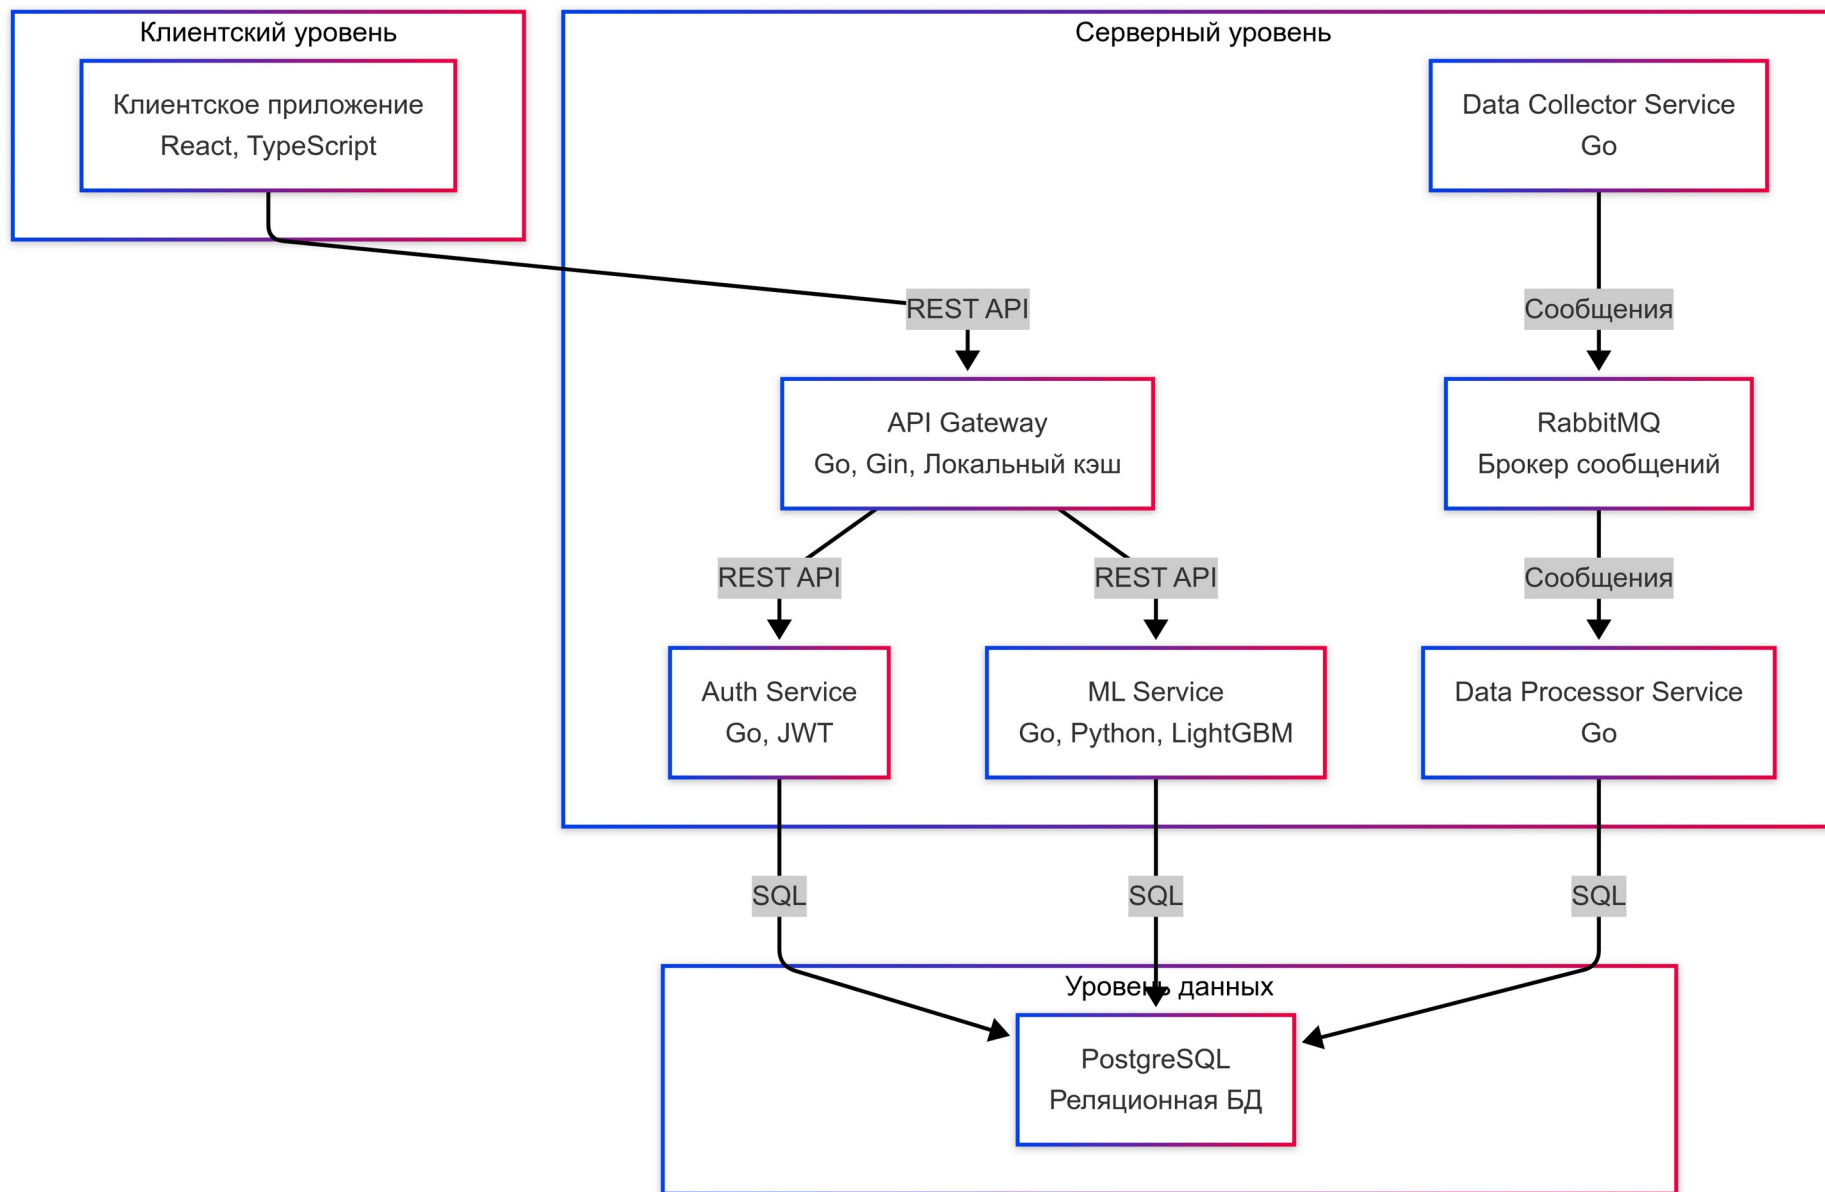 Клиентский уровень
Клиентское приложение
React, TypeScript
Серверный уровень
Data Collector Service
Go
REST API
Сообщения
API Gateway
Go, Gin, Локальный кэш
RabbitMQ
Брокер сообщений
REST API
REST API
Сообщения
Auth Service
Go, JWT
ML Service
Go, Python, LightGBM
Data Processor Service
Go
SQL
SQL
SQL
Уровень данных
PostgreSQL
Реляционная БД